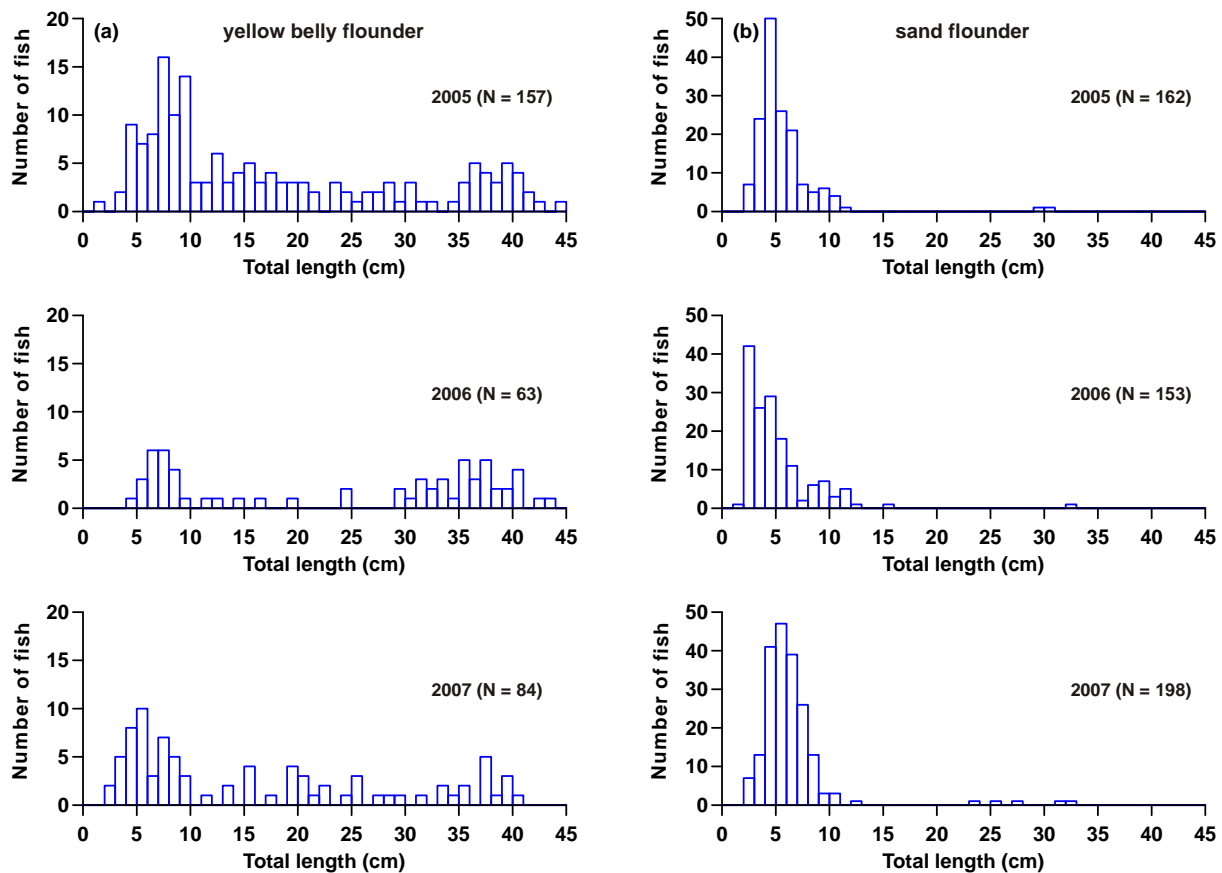 (a) yellow belly flounder
2005 (N = 157)
Number of fish
20
15
10
5
0
0 5 10 15 20 25 30 35 40 45
Total length (cm)
(b) sand flounder
2005 (N = 162)
Number of fish
50
40
30
20
10
0
0 5 10 15 20 25 30 35 40 45
Total length (cm)
2006 (N = 63)
Number of fish
20
15
10
5
0
0 5 10 15 20 25 30 35 40 45
Total length (cm)
2006 (N = 153)
Number of fish
50
40
30
20
10
0
0 5 10 15 20 25 30 35 40 45
Total length (cm)
2007 (N = 84)
Number of fish
20
15
10
5
0
0 5 10 15 20 25 30 35 40 45
Total length (cm)
2007 (N = 198)
Number of fish
50
40
30
20
10
0
0 5 10 15 20 25 30 35 40 45
Total length (cm)